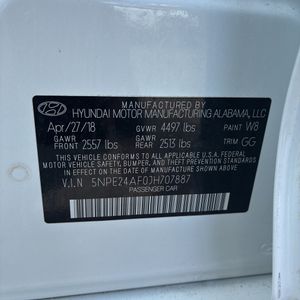 HYUNDAI MOTOR MANUFACTURING ALABAMA, LLC
Apr/27/18 GVWR 4497 lbs PAINT W8
GAWR FRONT 2557 lbs GAWR REAR 2513 lbs TRIM GG
THIS VEHICLE CONFORMS TO ALL APPLICABLE FEDERAL
MOTOR VEHICLE SAFETY, BUMPER, AND THEFT PREVENTION
STANDARDS IN EFFECT ON THE DATE OF MANUFACTURE
SHOWN ABOVE.
V.I.N 5NPE24AF0JH707887
PASSENGER CAR